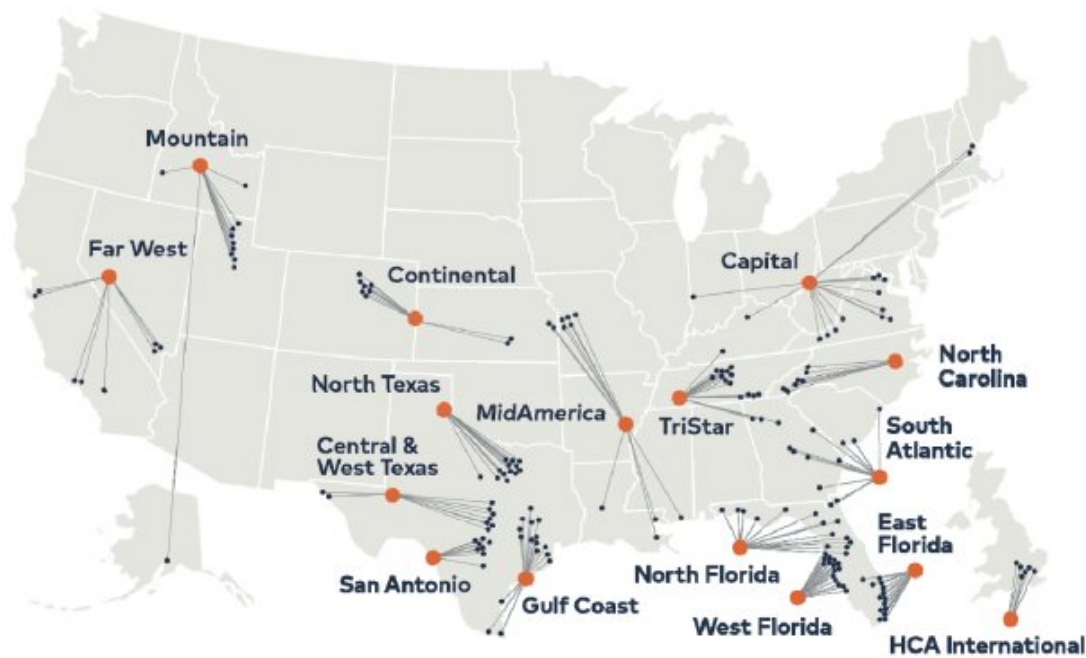 Mountain
Far West
Continental
Capital
North
Carolina
North Texas
MidAmerica
TriStar
South
Atlantic
Central &
West Texas
East
Florida
San Antonio
Gulf Coast
North Florida
West Florida
HCA International